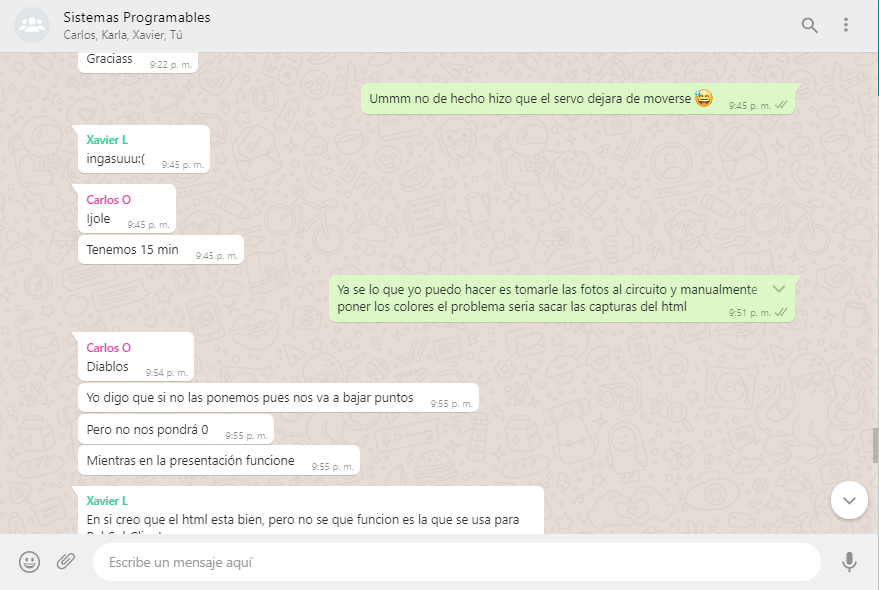 Sistemas Programables
Carlos, Karla, Xavier, Tú
Graciass
9:22 p. m.
Ummm no de hecho hizo que el servo dejara de moverse 😅
9:45 p. m.
Xavier L
ingasuuu:(
9:45 p. m.
Carlos O
Ijole
9:45 p. m.
Tenemos 15 min
9:45 p. m.
Ya se lo que yo puedo hacer es tomarle las fotos al circuito y manualmente
poner los colores el problema seria sacar las capturas del html
9:51 p. m.
Carlos O
Diablos
9:54 p. m.
Yo digo que si no las ponemos pues nos va a bajar puntos
9:55 p. m.
Pero no nos pondrá 0
9:55 p. m.
Mientras en la presentación funcione
9:55 p. m.
Xavier L
En si creo que el html esta bien, pero no se que funcion es la que se usa para
Escribe un mensaje aquí